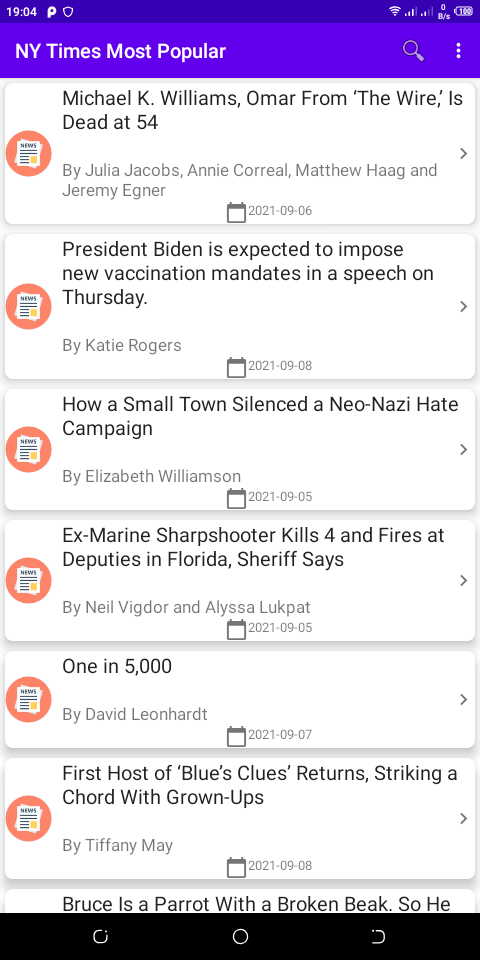 19:04
0
B/s
100
NY Times Most Popular
Michael K. Williams, Omar From ‘The Wire,’ Is
Dead at 54
NEWS
By Julia Jacobs, Annie Correal, Matthew Haag and
Jeremy Egner
2021-09-06
President Biden is expected to impose
new vaccination mandates in a speech on
Thursday.
NEWS
By Katie Rogers
2021-09-08
How a Small Town Silenced a Neo-Nazi Hate
Campaign
NEWS
By Elizabeth Williamson
2021-09-05
Ex-Marine Sharpshooter Kills 4 and Fires at
Deputies in Florida, Sheriff Says
NEWS
By Neil Vigdor and Alyssa Lukpat
2021-09-05
One in 5,000
NEWS
By David Leonhardt
2021-09-07
First Host of ‘Blue’s Clues’ Returns, Striking a
Chord With Grown-Ups
NEWS
By Tiffany May
2021-09-08
Bruce Is a Parrot With a Broken Beak. So He